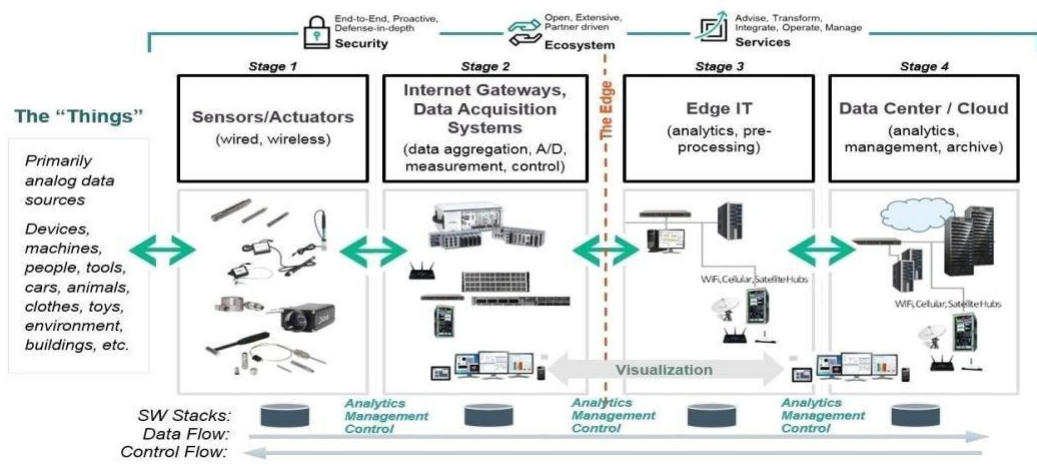 End-to-End, Proactive,
Defense-in-depth
Security
Open, Extensive,
Partner driven
Ecosystem
Advise, Transform,
Integrate, Operate, Manage
Services
The "Things"
Primarily
analog data
sources
Devices,
machines,
people, tools,
cars, animals,
clothes, toys,
environment,
buildings, etc.
Stage 1
Sensors/Actuators
(wired, wireless)
Stage 2
Internet Gateways,
Data Acquisition
Systems
(data aggregation, A/D,
measurement, control)
The Edge
Stage 3
Edge IT
(analytics, pre-
processing)
Stage 4
Data Center / Cloud
(analytics,
management, archive)
WiFi, Cellular, Satellite Hubs
WiFi, Cellular, Satellite Hubs
Visualization
SW Stacks:
Analytics
Management
Control
Analytics
Management
Control
Analytics
Management
Control
Data Flow:
Control Flow: